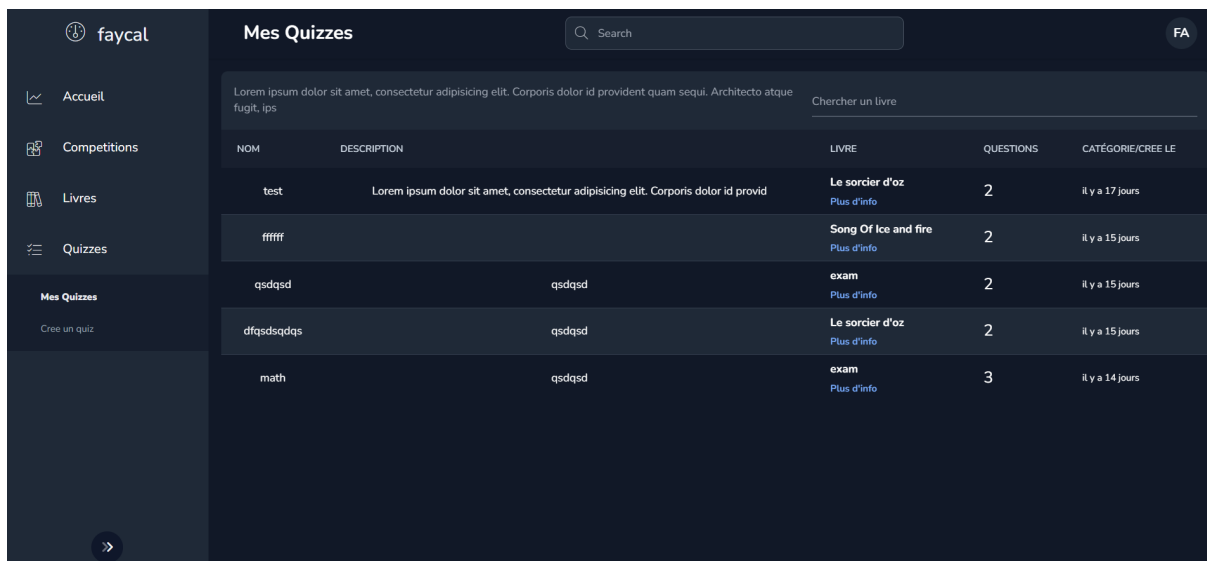 faycal
Mes Quizzes
Search
FA
Accueil
Competitions
Livres
Quizzes
Mes Quizzes
Cree un quiz
Lorem ipsum dolor sit amet, consectetur adipisicing elit. Corporis dolor id provident quam sequi. Architecto atque
fugit, ips
Chercher un livre
NOM DESCRIPTION LIVRE QUESTIONS CATÉGORIE/CREE LE
test Lorem ipsum dolor sit amet, consectetur adipisicing elit. Corporis dolor id provid Le sorcier d'oz 2 il y a 17 jours
Plus d'info
ffffff Song Of Ice and fire 2 il y a 15 jours
Plus d'info
qsdqsd qsdqsd exam 2 il y a 15 jours
Plus d'info
dfqsdsqdqs qsdqsd Le sorcier d'oz 2 il y a 15 jours
Plus d'info
math qsdqsd exam 3 il y a 14 jours
Plus d'info